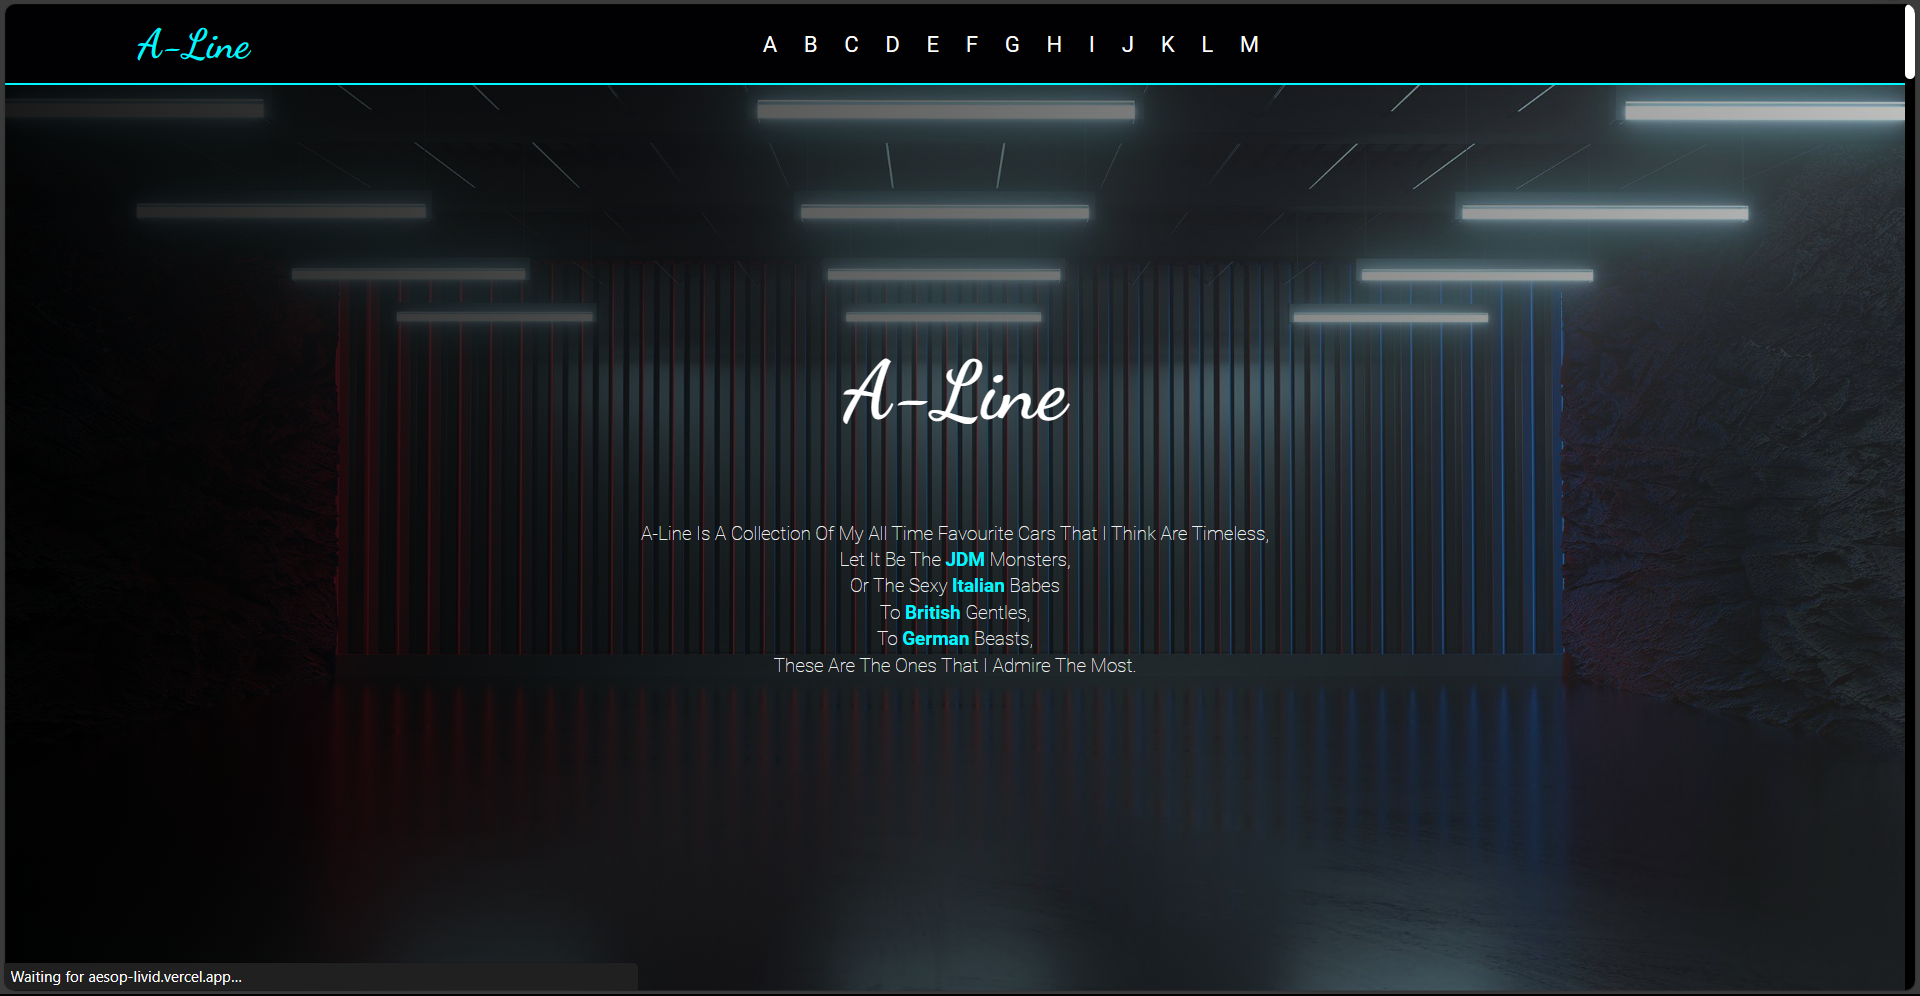 A-Line
A B C D E F G H I J K L M
A-Line
A-Line Is A Collection Of My All Time Favourite Cars That I Think Are Timeless,
Let It Be The JDM Monsters,
Or The Sexy Italian Babes
To British Gentles,
To German Beasts,
These Are The Ones That I Admire The Most.
Waiting for aesop-livid.vercel.app...